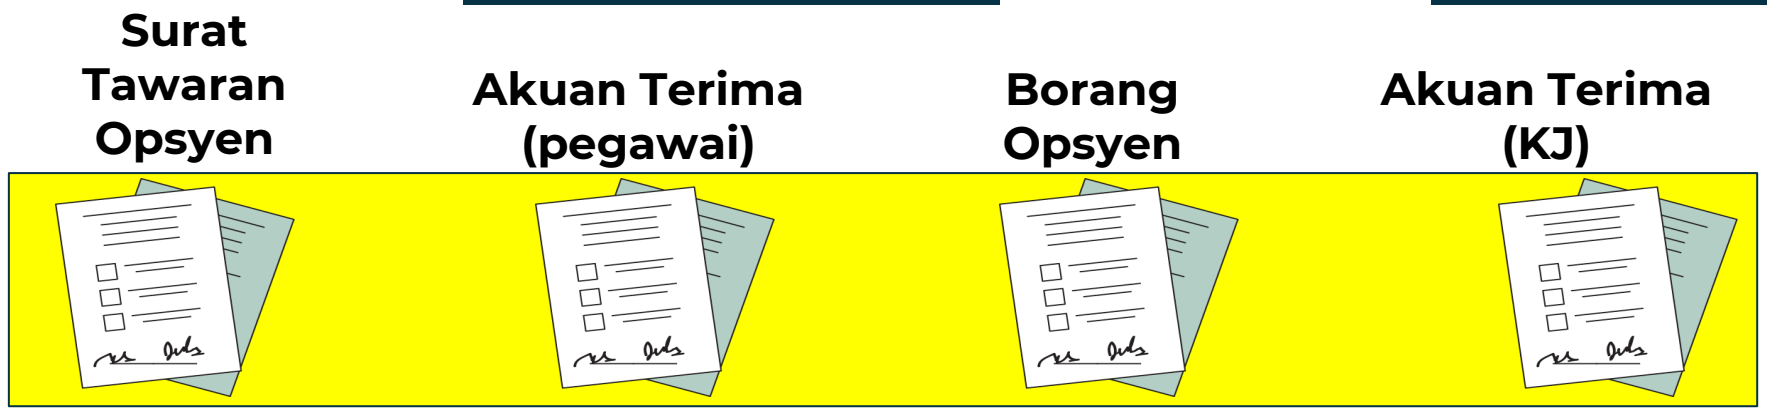 Surat
Tawaran
Opsyen
Akuan Terima
(pegawai)
Borang
Opsyen
Akuan Terima
(KJ)